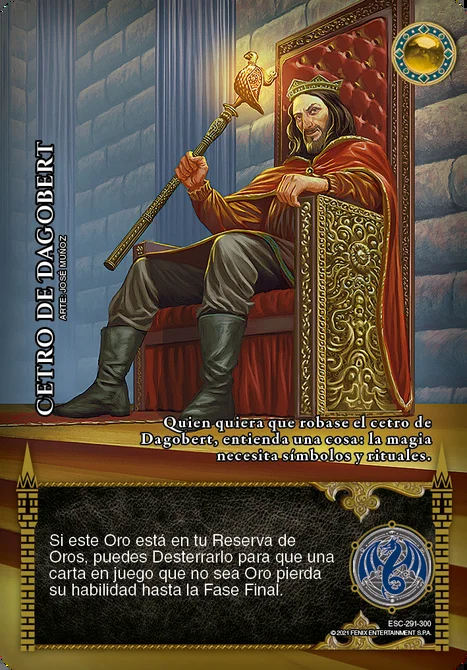 CETRO DE DAGOBERT
ARTE: JOSÉ MUÑOZ
Quien quiera que robase el cetro de
Dagobert, entienda una cosa: la magia
necesita símbolos y rituales.
Si este Oro está en tu Reserva de
Oros, puedes Desterrarlo para que una
carta en juego que no sea Oro pierda
su habilidad hasta la Fase Final.
ESC-291-300
©2021 FENIX ENTERTAINMENT S.P.A.